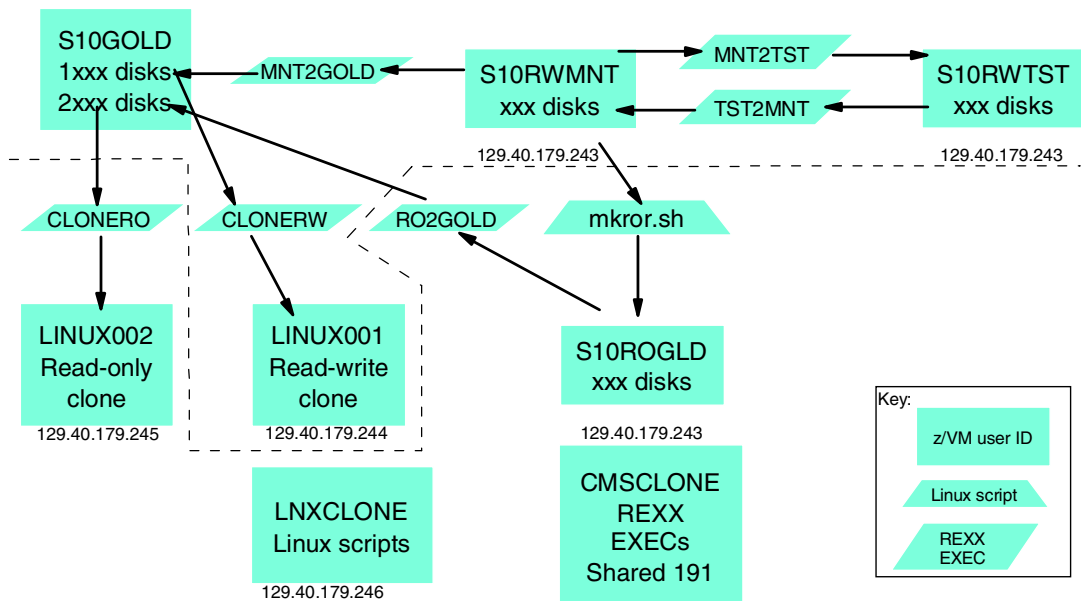 S10GOLD
1xxx disks
2xxx disks
MNT2GOLD
S10RWMNT
xxx disks
129.40.179.243
MNT2TST
TST2MNT
S10RWTST
xxx disks
129.40.179.243
CLONERO
CLONERW
RO2GOLD
mkror.sh
LINUX002
Read-only
clone
129.40.179.245
LINUX001
Read-write
clone
129.40.179.244
S10ROGLD
xxx disks
129.40.179.243
LNXCLONE
Linux scripts
129.40.179.246
CMSCLONE
REXX
EXECs
Shared 191
Key:
z/VM user ID
Linux script
REXX
EXEC